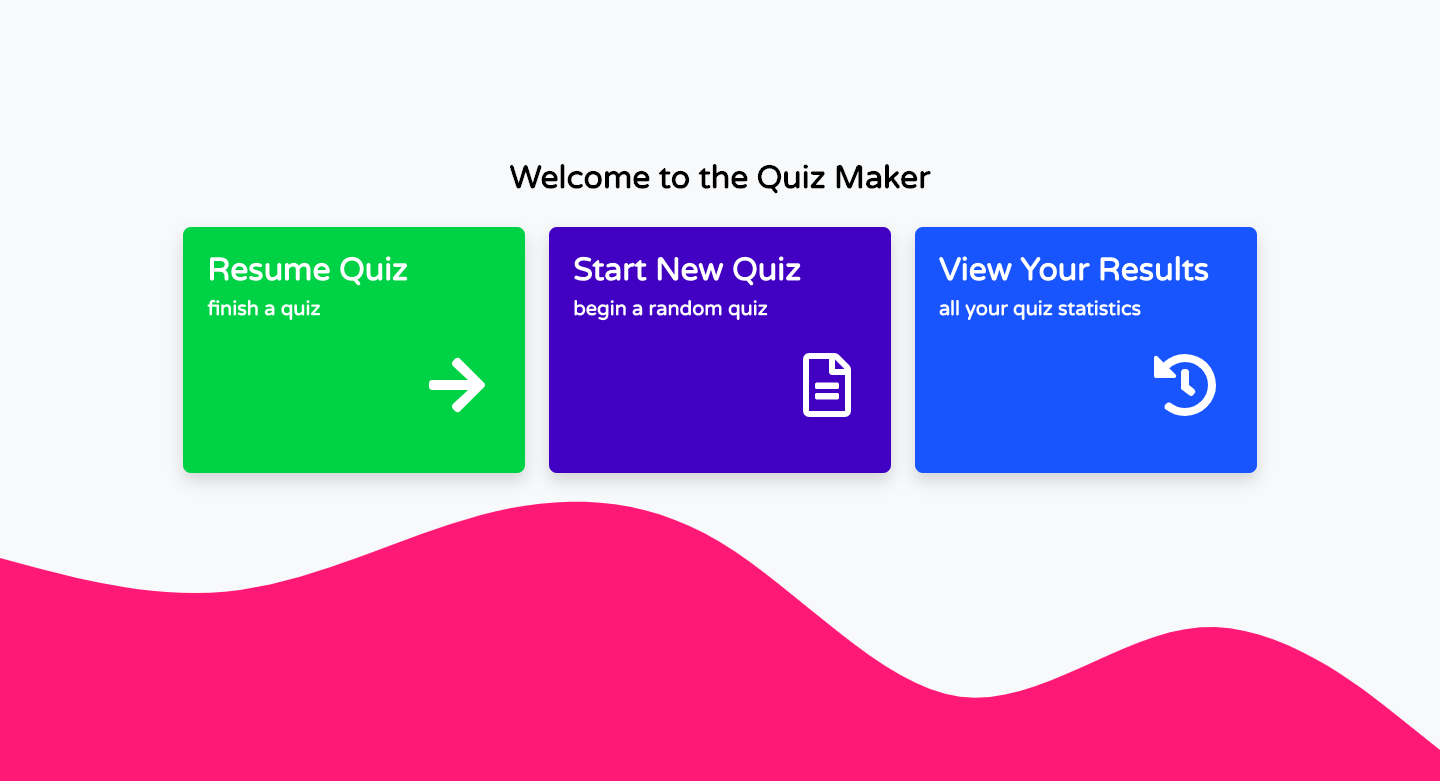 Welcome to the Quiz Maker
Resume Quiz
finish a quiz
Start New Quiz
begin a random quiz
View Your Results
all your quiz statistics